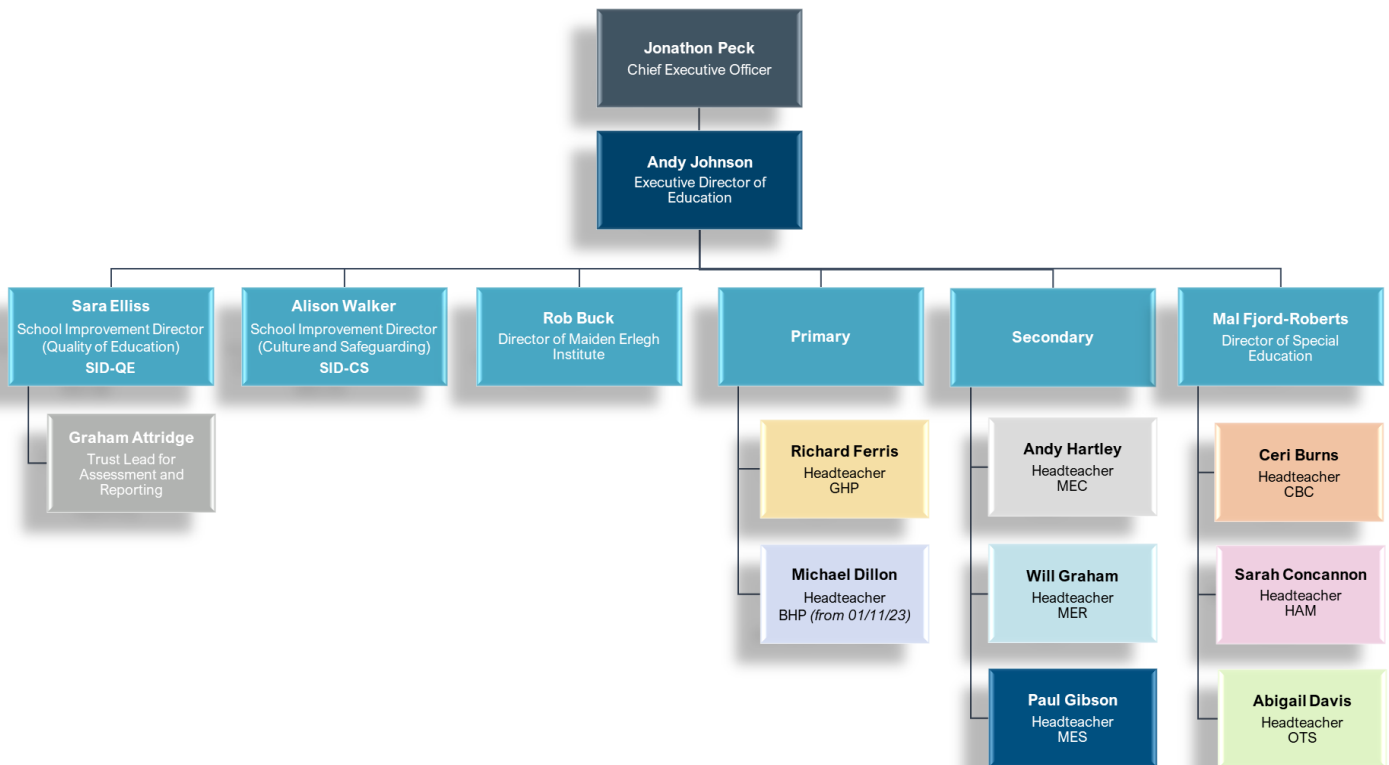 Jonathon Peck
Chief Executive Officer
Andy Johnson
Executive Director of
Education
Sara Elliss
School Improvement Director
(Quality of Education)
SID-QE
Alison Walker
School Improvement Director
(Culture and Safeguarding)
SID-CS
Rob Buck
Director of Maiden Erlegh
Institute
Primary
Secondary
Mal Fjord-Roberts
Director of Special
Education
Graham Attridge
Trust Lead for
Assessment and
Reporting
Richard Ferris
Headteacher
GHP
Michael Dillon
Headteacher
BHP (from 01/11/23)
Andy Hartley
Headteacher
MEC
Will Graham
Headteacher
MER
Paul Gibson
Headteacher
MES
Ceri Burns
Headteacher
CBC
Sarah Concannon
Headteacher
HAM
Abigail Davis
Headteacher
OTS